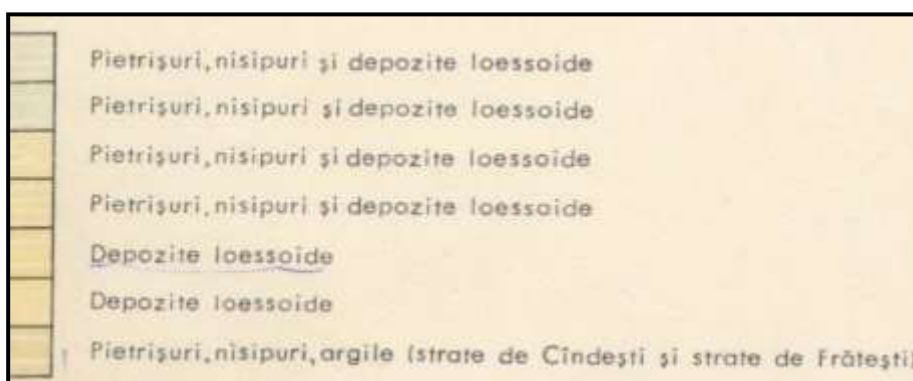 Pietrişuri,nisipuri şi depozite loessoide
Pietrişuri,nisipuri şi depozite loessoide
Pietrişuri,nisipuri şi depozite loessoide
Pietrişuri,nisipuri şi depozite loessoide
Depozite loessoide
Depozite loessoide
Pietrişuri,nisipuri,argile (strate de Cîndeşti şi strate de Frăteşti)